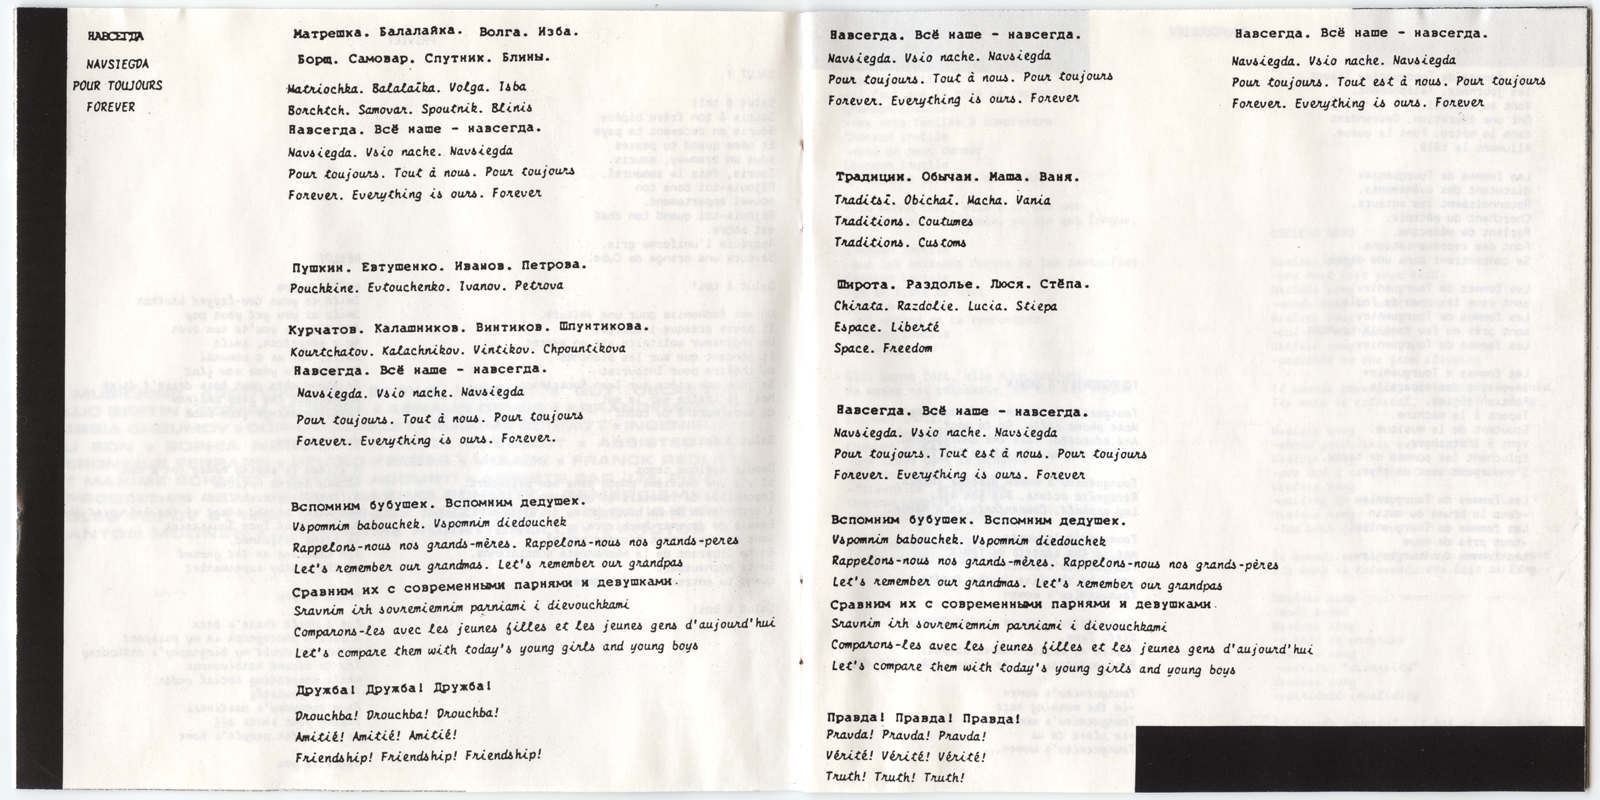 НАВСЕГДА
NAVSIEGDA
POUR TOUJOURS
FOREVER
Матрешка. Балалайка. Волга. Изба.
Борщ. Самовар. Спутник. Блины.
Matriochka. Balalaïka. Volga. Isba
Borchtch. Samovar. Spoutnik. Blinis
Навсегда. Всё наше - навсегда.
Navsiegda. Vsio nache. Navsiegda
Pour toujours. Tout à nous. Pour toujours
Forever. Everything is ours. Forever
Пушкин. Евтушенко. Иванов. Петрова.
Pouchkine. Evtouchenko. Ivanov. Petrova
Курчатов. Калашников. Винтиков. Шпунтикова.
Kourtchatov. Kalachnikov. Vintikov. Chpountikova
Навсегда. Всё наше - навсегда.
Navsiegda. Vsio nache. Navsiegda
Pour toujours. Tout à nous. Pour toujours
Forever. Everything is ours. Forever.
Вспомним бубушек. Вспомним дедушек.
Vspomnim babouchek. Vspomnim diedouchek
Rappelons-nous nos grands-mères. Rappelons-nous nos grands-peres
Let's remember our grandmas. Let's remember our grandpas
Сравним их с современными парнями и девушками.
Sravnim irh sovremiemnim parniami i dievouchkami
Comparons-les avec les jeunes filles et les jeunes gens d'aujourd'hui
Let's compare them with today's young girls and young boys
Дружба! Дружба! Дружба!
Drouchba! Drouchba! Drouchba!
Amitié! Amitié! Amitié!
Friendship! Friendship! Friendship!
Навсегда. Всё наше - навсегда.
Navsiegda. Vsio nache. Navsiegda
Pour toujours. Tout à nous. Pour toujours
Forever. Everything is ours. Forever
Традиции. Обычаи. Маша. Ваня.
Traditsï. Obichaï. Macha. Vania
Traditions. Coutumes
Traditions. Customs
Широта. Раздолье. Люся. Стёпа.
Chirata. Razdolie. Lucia. Stiepa
Espace. Liberté
Space. Freedom
Навсегда. Всё наше - навсегда.
Navsiegda. Vsio nache. Navsiegda
Pour toujours. Tout est à nous. Pour toujours
Forever. Everything is ours. Forever
Вспомним бубушек. Вспомним дедушек.
Vspomnim babouchek. Vspomnim diedouchek
Rappelons-nous nos grands-mères. Rappelons-nous nos grands-pères
Let's remember our grandmas. Let's remember our grandpas
Сравним их с современными парнями и девушками.
Sravnim irh sovremiemnim parniami i dievouchkami
Comparons-les avec les jeunes filles et les jeunes gens d'aujourd'hui
Let's compare them with today's young girls and young boys
Правда! Правда! Правда!
Pravda! Pravda! Pravda!
Vérité! Vérité! Vérité!
Truth! Truth! Truth!
Навсегда. Всё наше - навсегда.
Navsiegda. Vsio nache. Navsiegda
Pour toujours. Tout est à nous. Pour toujours
Forever. Everything is ours. Forever